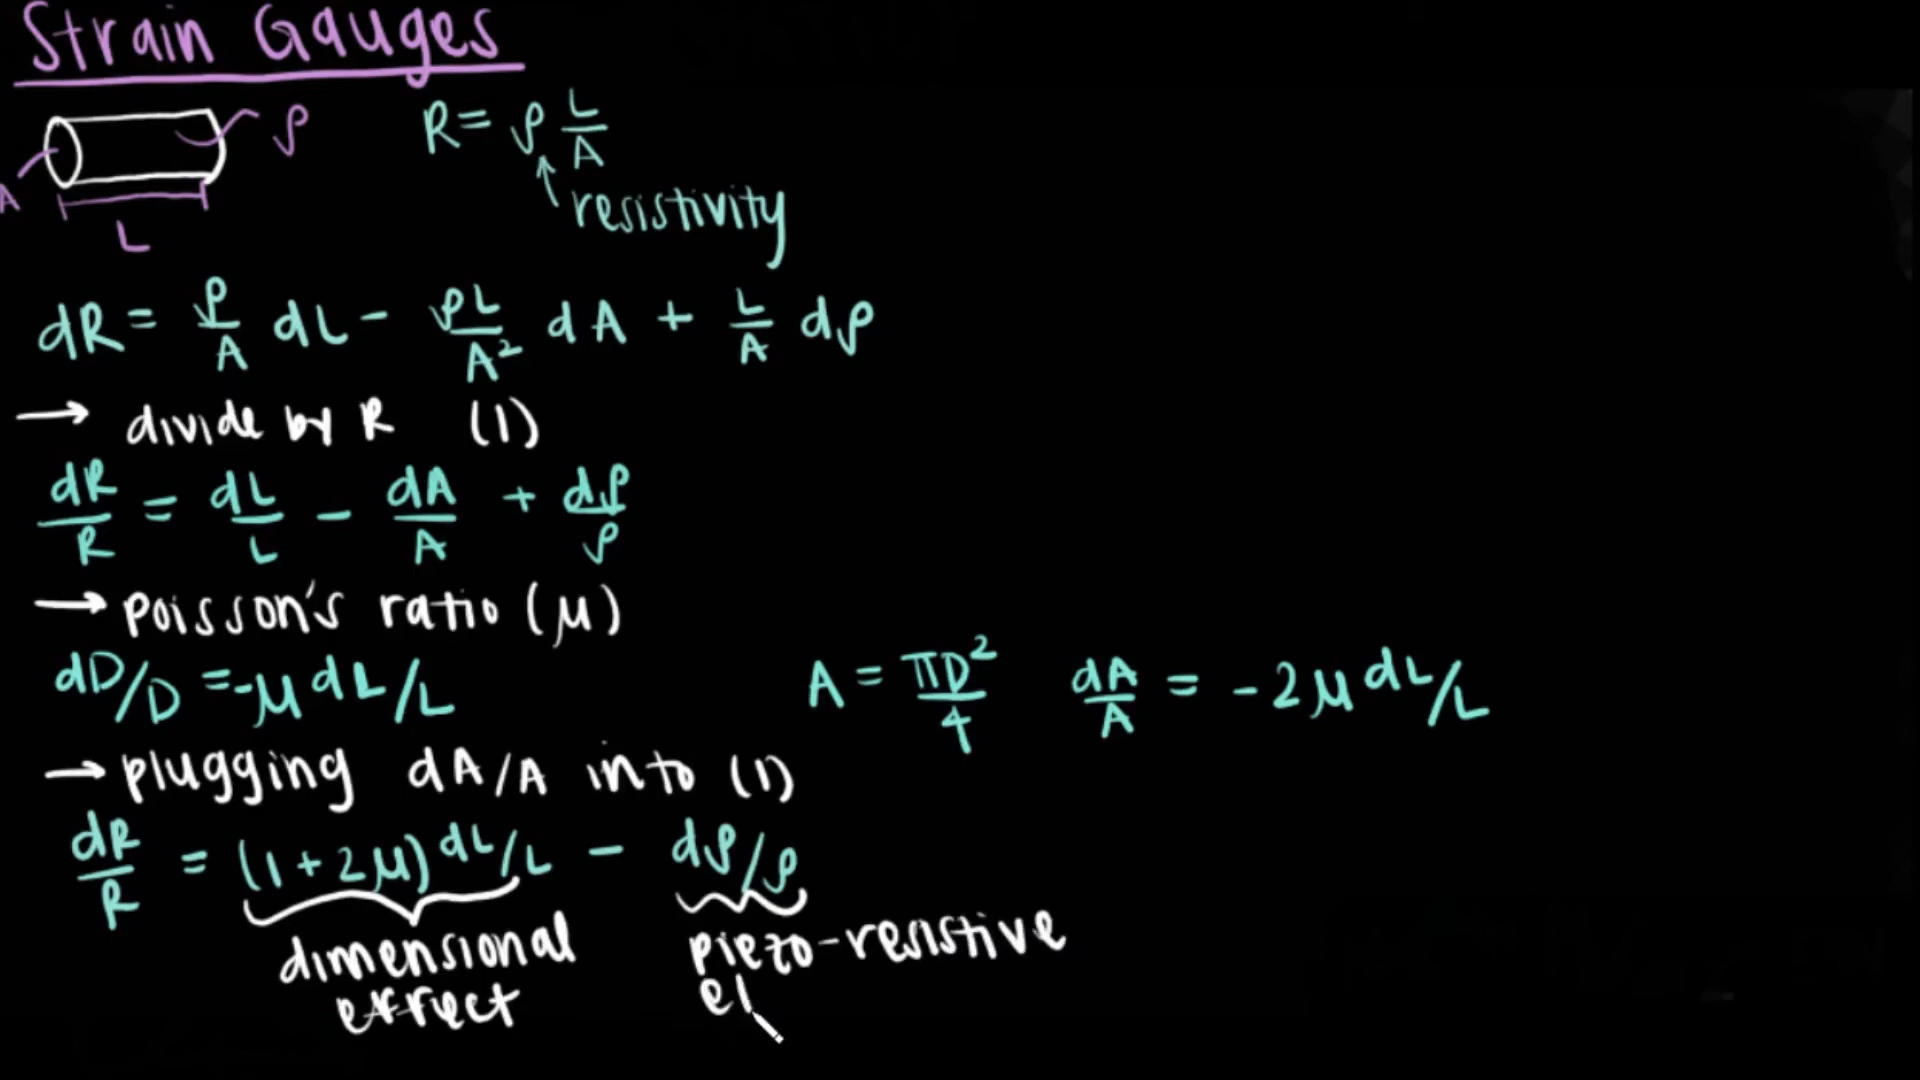 Strain Gauges
ρ
A
L
R = ρ L/A
↑ resistivity
dR = ρ/A dL - ρL/A² dA + L/A dρ
→ divide by R (1)
dR/R = dL/L - dA/A + dρ/ρ
→ poisson's ratio (μ)
dD/D = -μ dL/L
A = πD²/4
dA/A = -2μ dL/L
→ plugging dA/A into (1)
dR/R = (1+2μ) dL/L - dρ/ρ
dimensional
effect
piezo-resistive